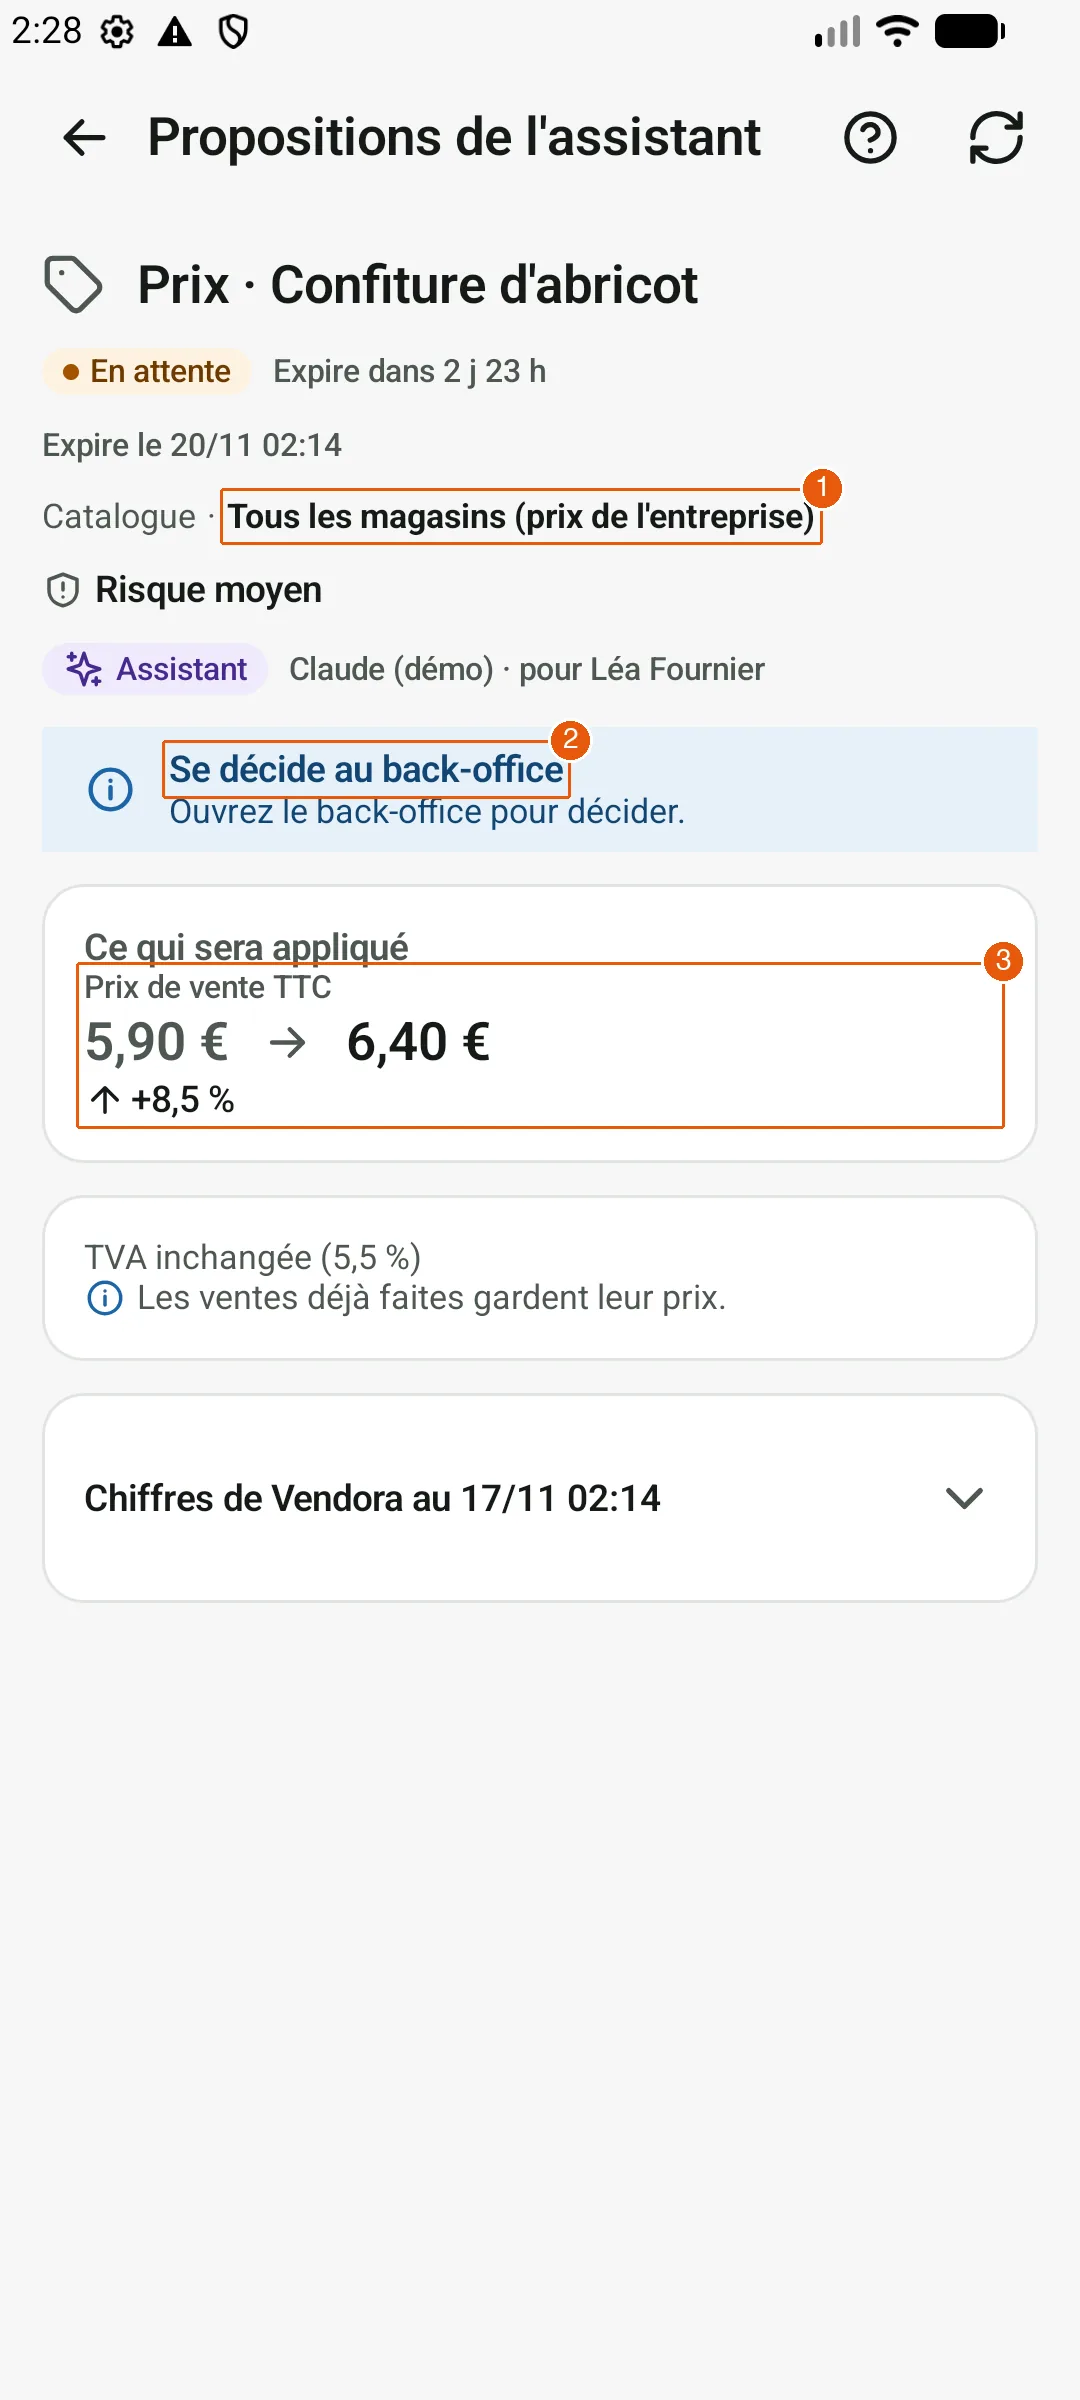 2:28
Propositions de l'assistant
Prix · Confiture d'abricot
En attente
Expire dans 2 j 23 h
Expire le 20/11 02:14
1
Catalogue · Tous les magasins (prix de l'entreprise)
Risque moyen
Assistant
Claude (démo) · pour Léa Fournier
2
Se décide au back-office
Ouvrez le back-office pour décider.
Ce qui sera appliqué
3
Prix de vente TTC
5,90 € → 6,40 €
↑ +8,5 %
TVA inchangée (5,5 %)
Les ventes déjà faites gardent leur prix.
Chiffres de Vendora au 17/11 02:14